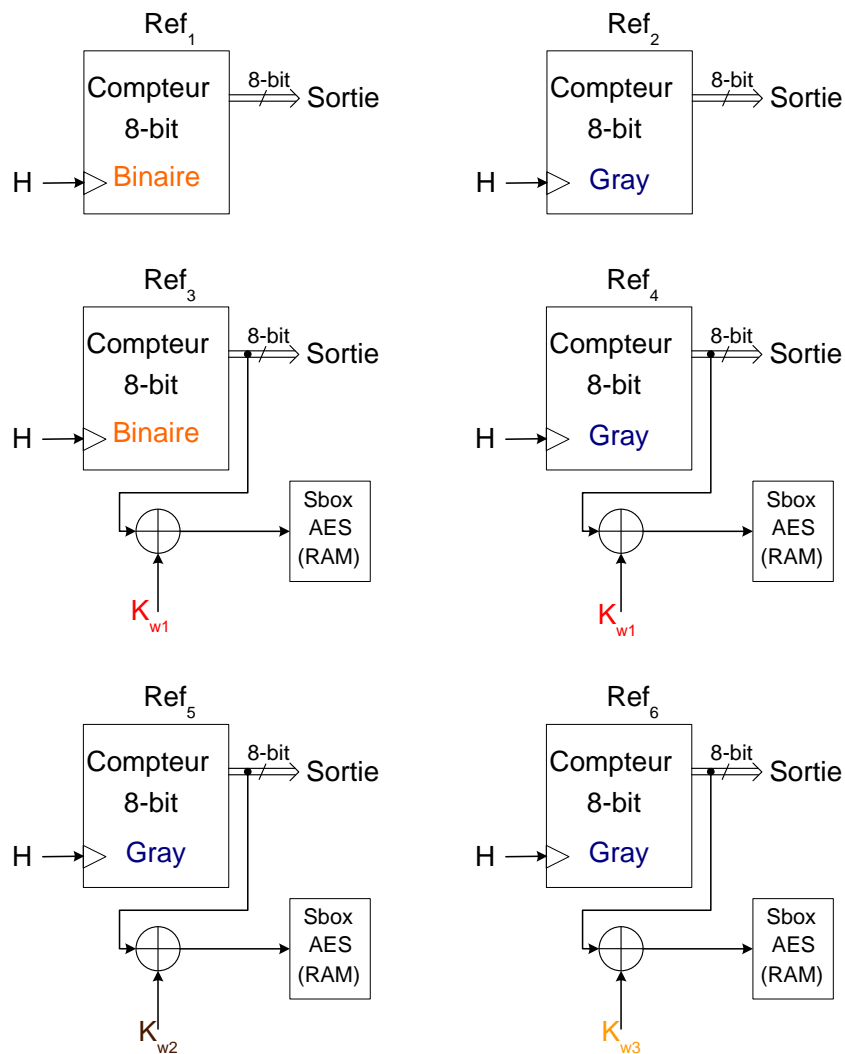 Ref1
Compteur
8-bit
Binaire
H
8-bit
Sortie
Ref2
Compteur
8-bit
Gray
H
8-bit
Sortie
Ref3
Compteur
8-bit
Binaire
H
8-bit
Sortie
Sbox
AES
(RAM)
Kw1
Ref4
Compteur
8-bit
Gray
H
8-bit
Sortie
Sbox
AES
(RAM)
Kw1
Ref5
Compteur
8-bit
Gray
H
8-bit
Sortie
Sbox
AES
(RAM)
Kw2
Ref6
Compteur
8-bit
Gray
H
8-bit
Sortie
Sbox
AES
(RAM)
Kw3